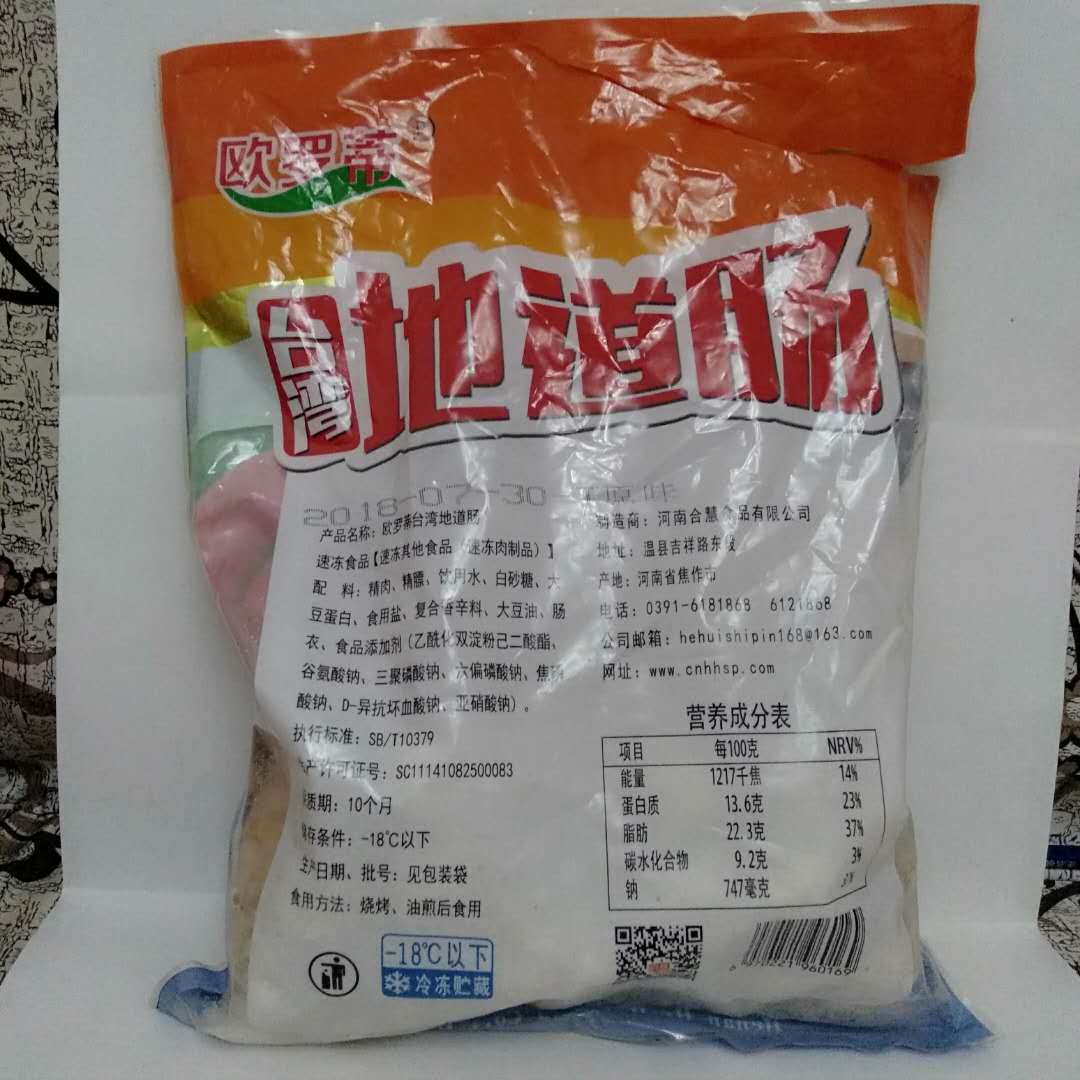 欧罗蒂
台湾
地道肠
2018-07-30 原味
产品名称：欧罗蒂台湾地道肠
速冻食品【速冻其他食品（速冻肉制品）】
配 料：精肉、精膘、饮用水、白砂糖、大
豆蛋白、食用盐、复合香辛料、大豆油、肠
衣、食品添加剂（乙酰化双淀粉己二酸酯、
谷氨酸钠、三聚磷酸钠、六偏磷酸钠、焦磷
酸钠、D-异抗坏血酸钠、亚硝酸钠）。
执行标准：SB/T10379
生产许可证号：SC11141082500083
保质期：10个月
保存条件：-18℃以下
生产日期、批号：见包装袋
食用方法：烧烤、油煎后食用
-18℃以下
冷冻贮藏
制造商：河南合慧食品有限公司
地址：温县吉祥路东段
产地：河南省焦作市
电话：0391-6181868 6121868
公司邮箱：hehuishipin168@163.com
网址：www.cnhhsp.com
营养成分表
项目 每100克 NRV%
能量 1217千焦 14%
蛋白质 13.6克 23%
脂肪 22.3克 37%
碳水化合物 9.2克 3%
钠 747毫克